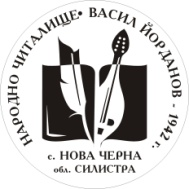 НАРОДНО ЧИТАЛИЩЕ • ВАСИЛ ЙОРДАНОВ - 1942 г.
с. НОВА ЧЕРНА
обл. СИЛИСТРА